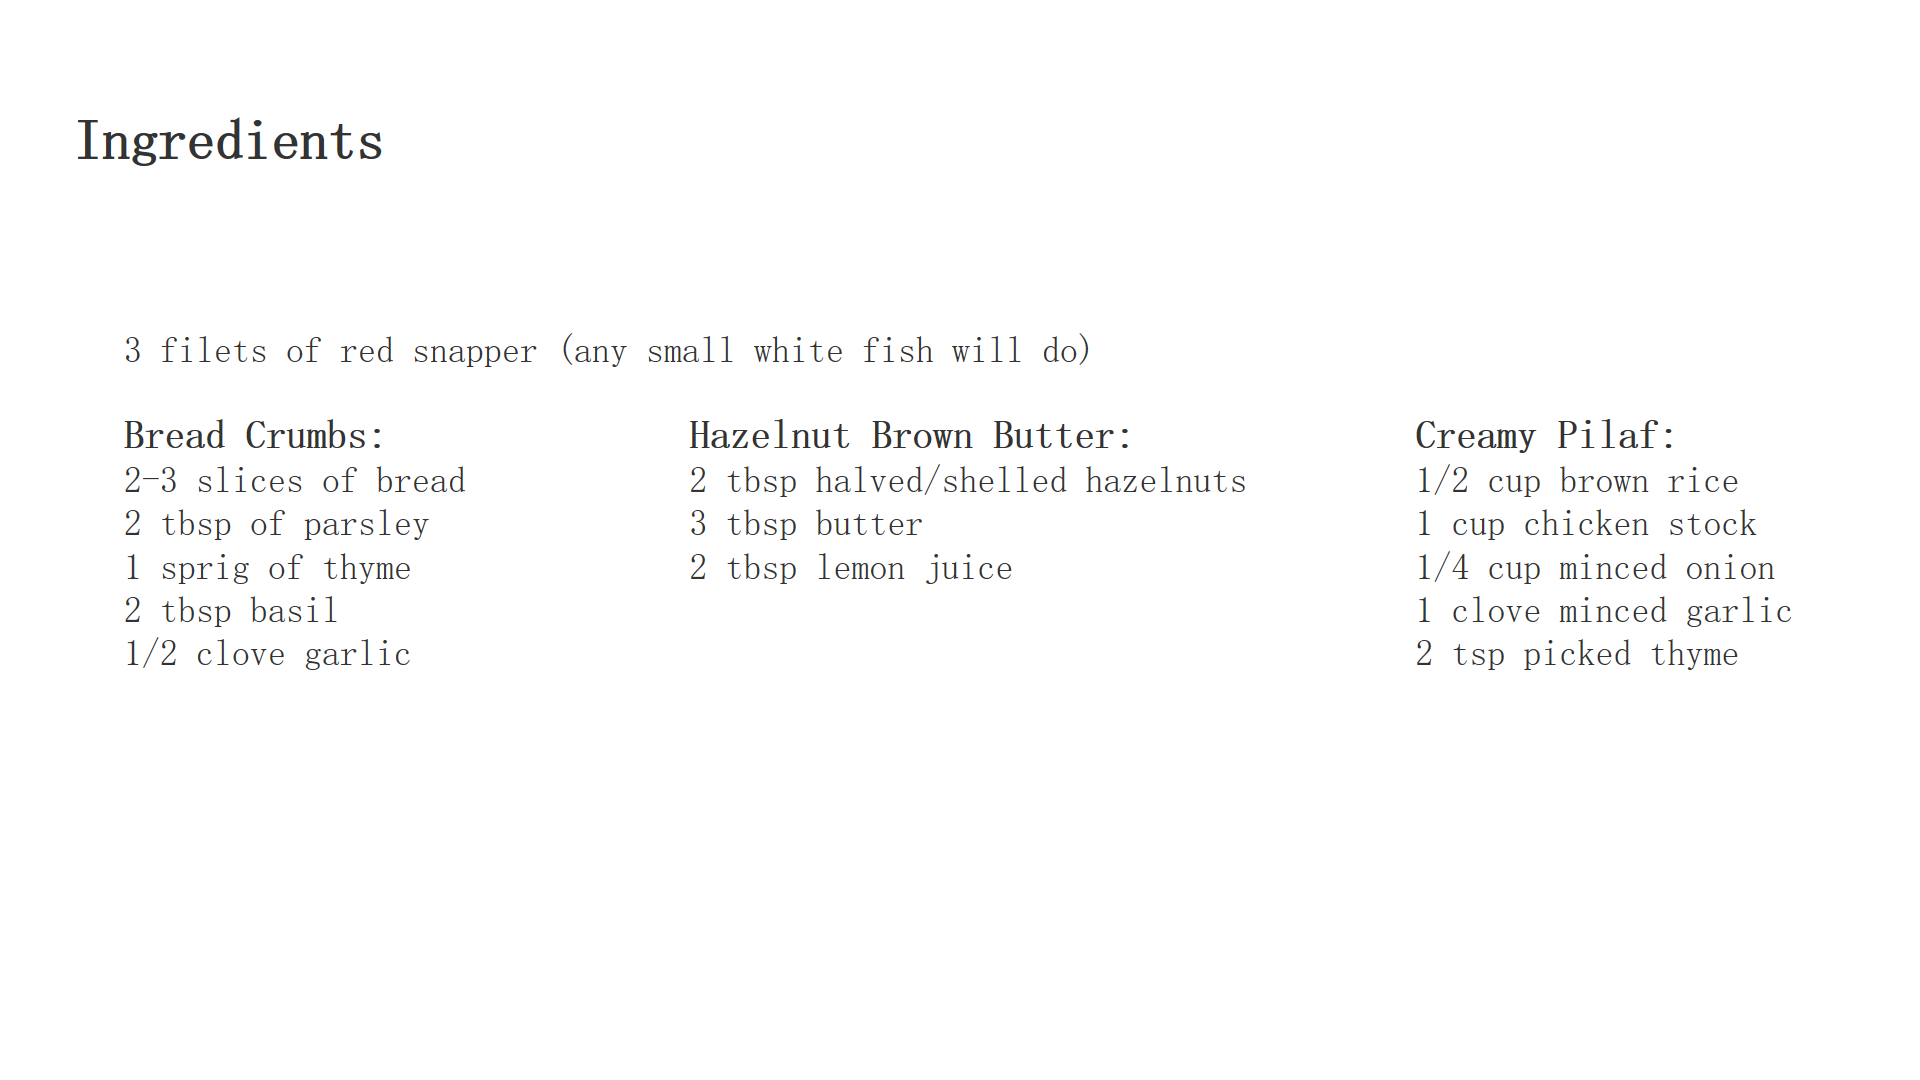 Ingredients
3 filets of red snapper (any small white fish will do)
Bread Crumbs:
2-3 slices of bread
2 tbsp of parsley
1 sprig of thyme
2 tbsp basil
1/2 clove garlic
Hazelnut Brown Butter:
2 tbsp halved/shelled hazelnuts
3 tbsp butter
2 tbsp lemon juice
Creamy Pilaf:
1/2 cup brown rice
1 cup chicken stock
1/4 cup minced onion
1 clove minced garlic
2 tsp picked thyme